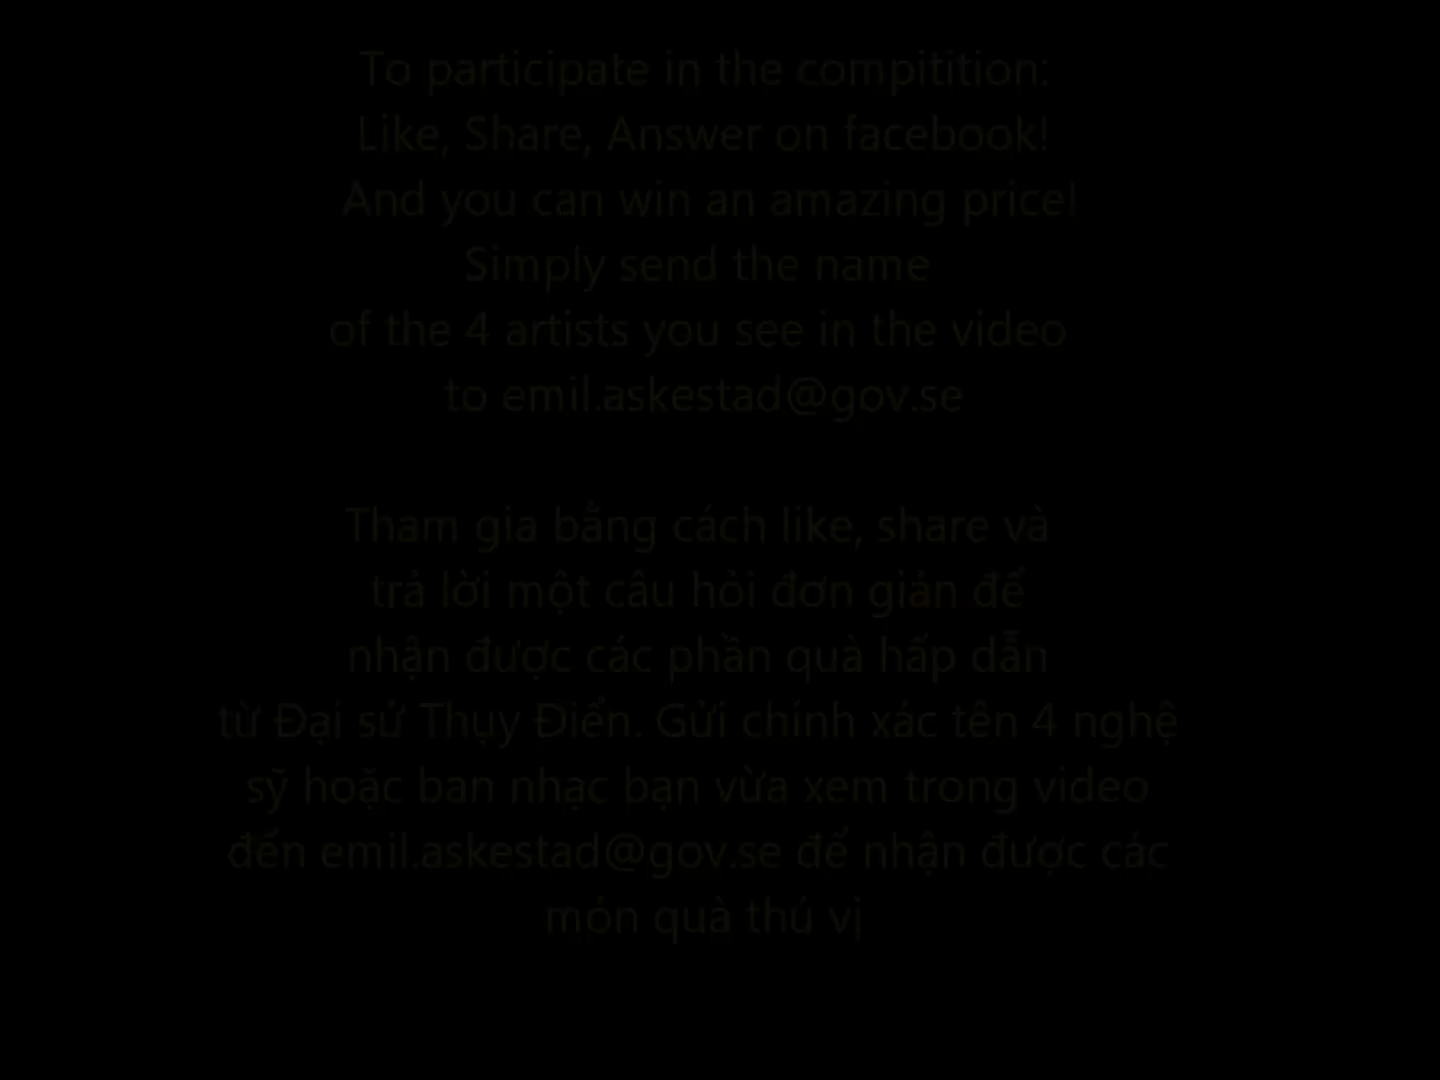 To participate in the compitition:
Like, Share, Answer on facebook!
And you can win an amazing price!
Simply send the name
of the 4 artists you see in the video
to emil.askestad@gov.se
Tham gia bằng cách like, share và
trả lời một câu hỏi đơn giản để
nhận được các phần quà hấp dẫn
từ Đại sứ Thụy Điển. Gửi chính xác tên 4 nghệ
sỹ hoặc ban nhạc bạn vừa xem trong video
đến emil.askestad@gov.se để nhận được các
món quà thú vị